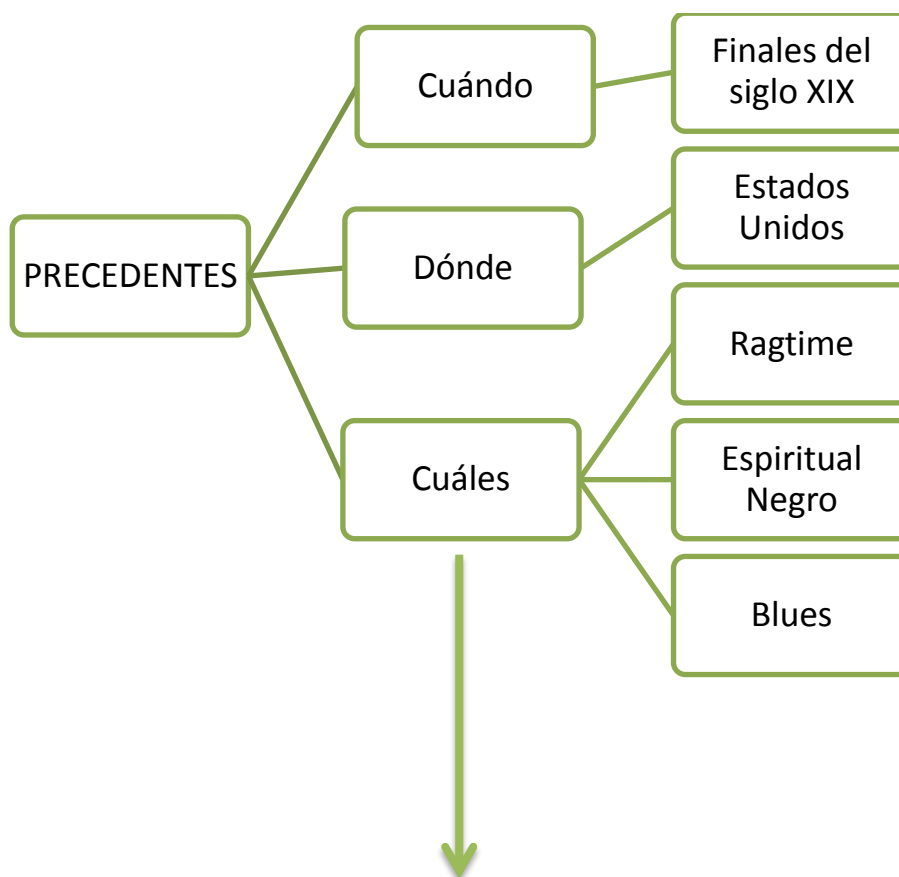 PRECEDENTES
Cuándo
Finales del
siglo XIX
Dónde
Estados
Unidos
Cuáles
Ragtime
Espiritual
Negro
Blues